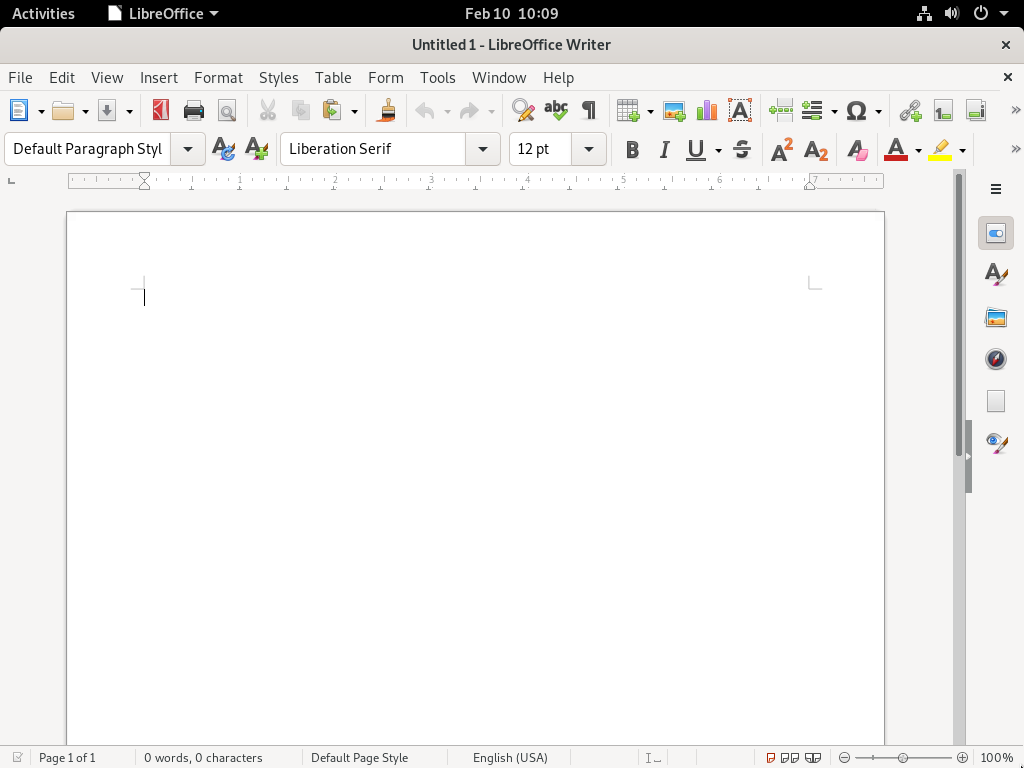 Activities LibreOffice Feb 10 10:09
Untitled 1 - LibreOffice Writer
File Edit View Insert Format Styles Table Form Tools Window Help
Default Paragraph Styl Liberation Serif 12 pt
1 2 3 4 5 6 7
Page 1 of 1 0 words, 0 characters Default Page Style English (USA) 100%